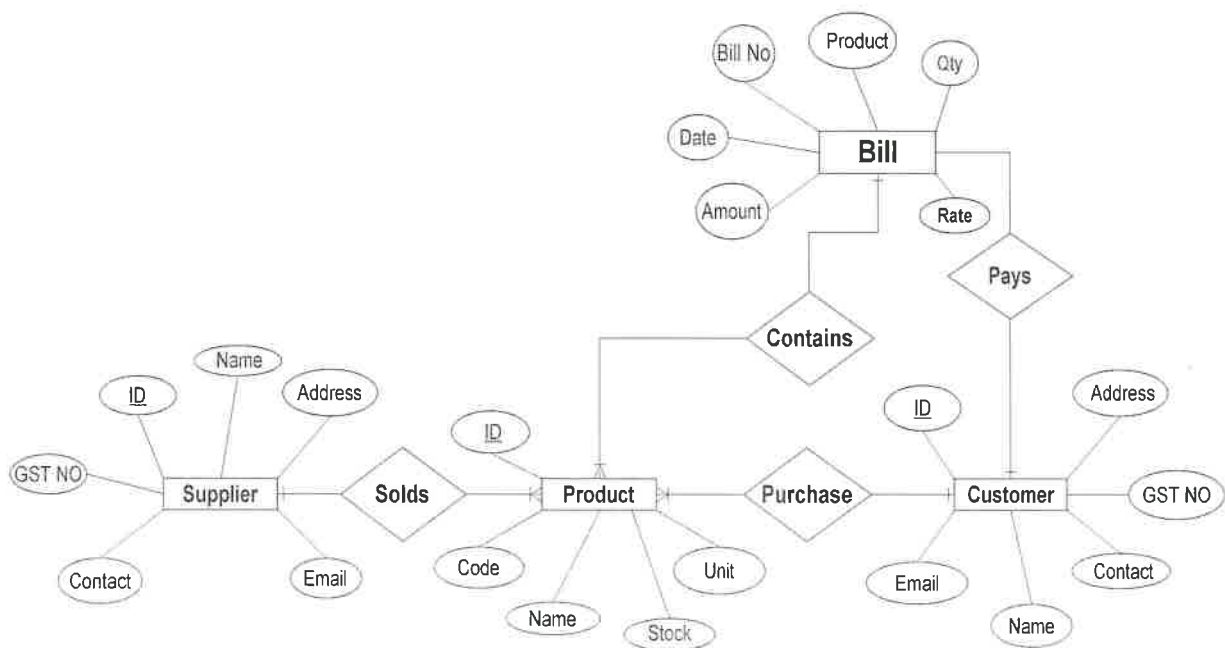 Product
Bill No
Qty
Bill
Date
Amount
Rate
Pays
Contains
Name
ID
Address
GST NO
Supplier
Solds
Contact
Email
ID
Product
Code
Name
Stock
Unit
Purchase
ID
Address
Customer
GST NO
Email
Name
Contact